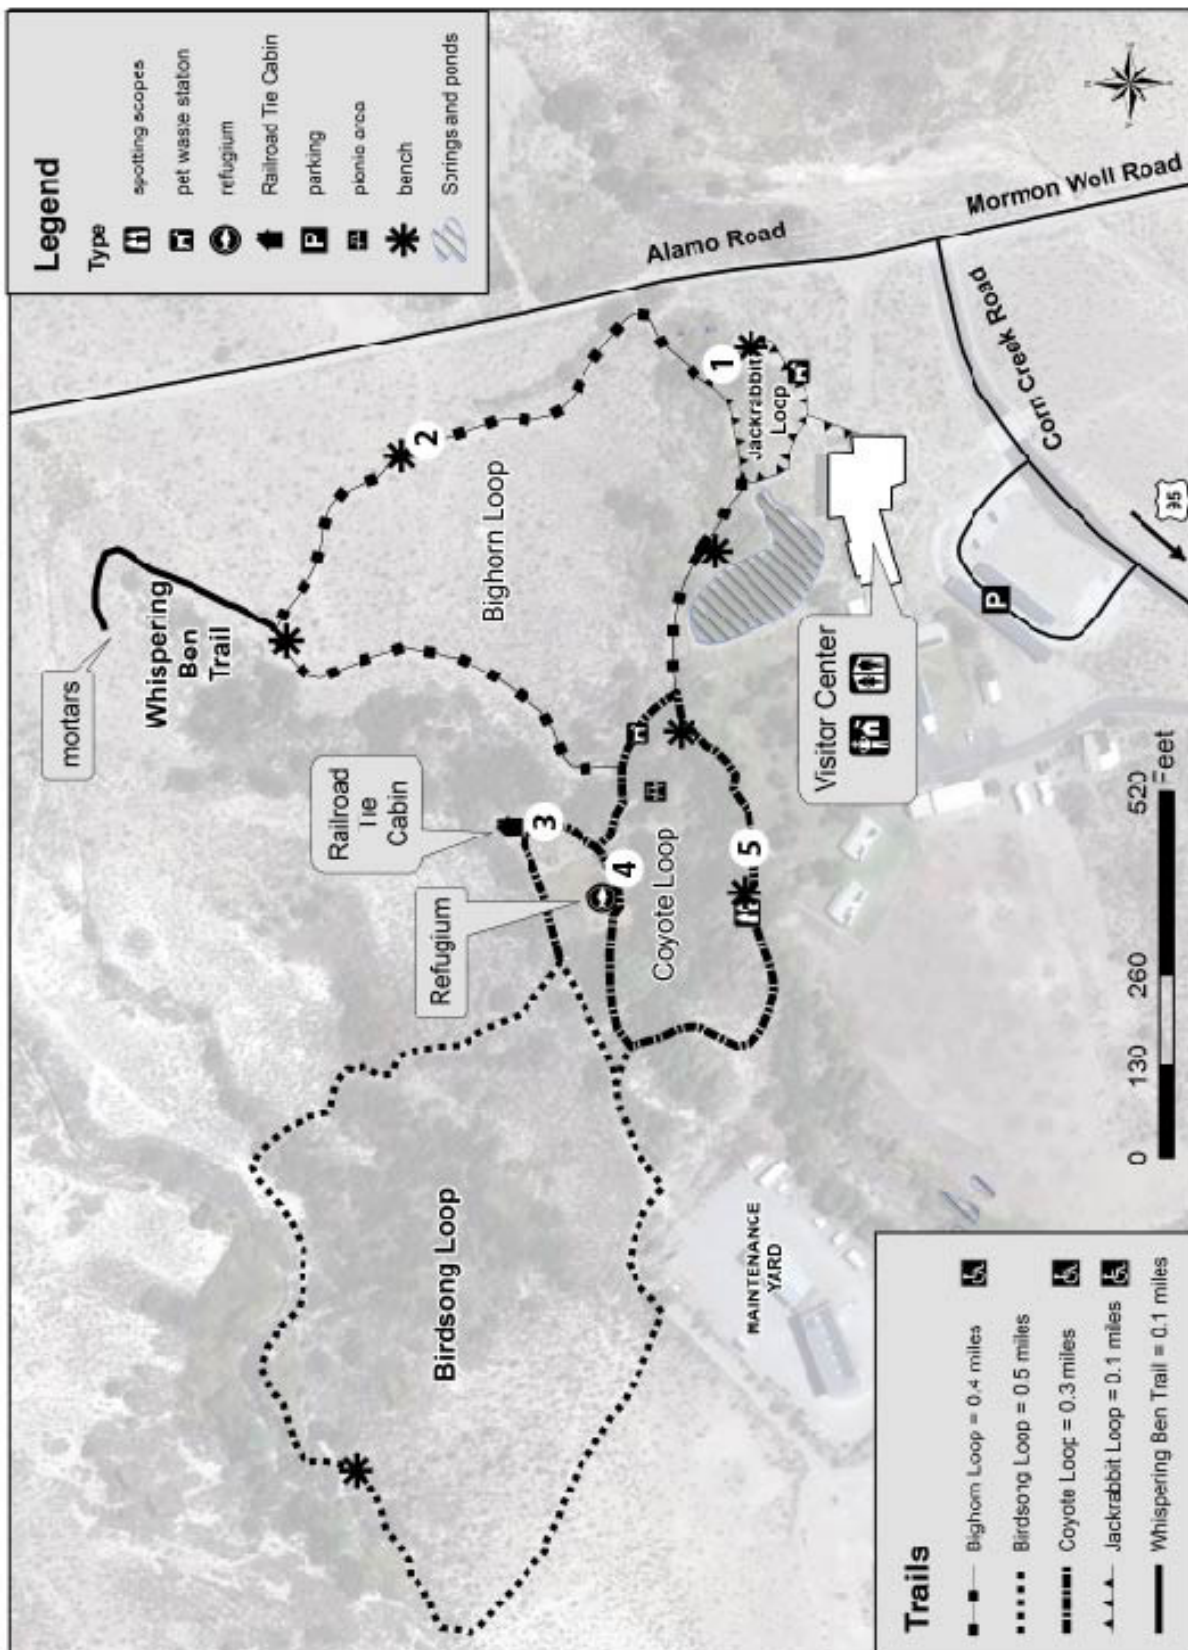 Legend
Type
spotting scopes
pet waste station
refugium
Railroad Tie Cabin
parking
picnic area
bench
Springs and ponds
P
mortars
Whispering
Ben
Trail
Railroad
Tie
Cabin
Refugium
Birdsong Loop
Bighorn Loop
Coyote Loop
Jackrabbit
Loop
1
2
3
4
5
Alamo Road
Mormon Well Road
Corn Creek Road
95
P
Visitor Center
MAINTENANCE
YARD
0 130 260 520
Feet
Trails
Bighorn Loop = 0.4 miles
Birdsong Loop = 0.5 miles
Coyote Loop = 0.3 miles
Jackrabbit Loop = 0.1 miles
Whispering Ben Trail = 0.1 miles